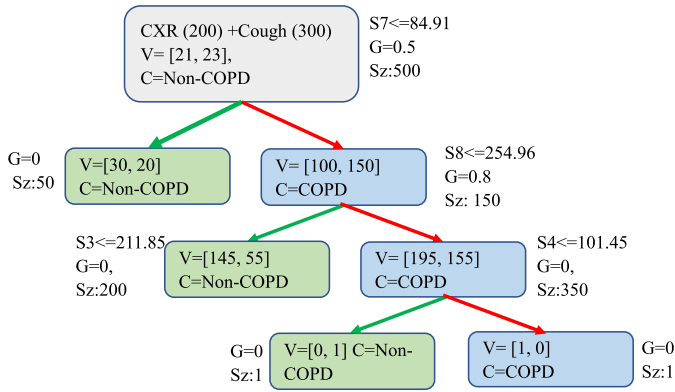 CXR (200) +Cough (300)
V= [21, 23],
C=Non-COPD
S7<=84.91
G=0.5
Sz:500
G=0
Sz:50
V=[30, 20]
C=Non-COPD
V= [100, 150]
C=COPD
S8<=254.96
G=0.8
Sz: 150
S3<=211.85
G=0,
Sz:200
V=[145, 55]
C=Non-COPD
V= [195, 155]
C=COPD
S4<=101.45
G=0,
Sz:350
G=0
Sz:1
V=[0, 1] C=Non-
COPD
V= [1, 0]
C=COPD
G=0
Sz:1